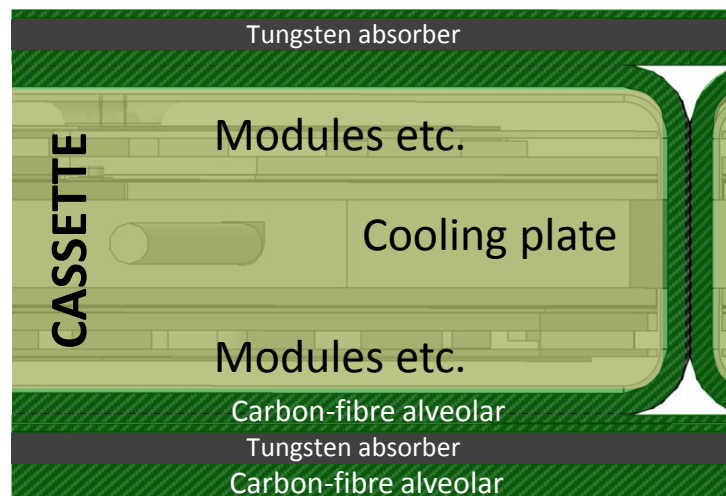 Tungsten absorber
Modules etc.
CASSETTE
Cooling plate
Modules etc.
Carbon-fibre alveolar
Tungsten absorber
Carbon-fibre alveolar